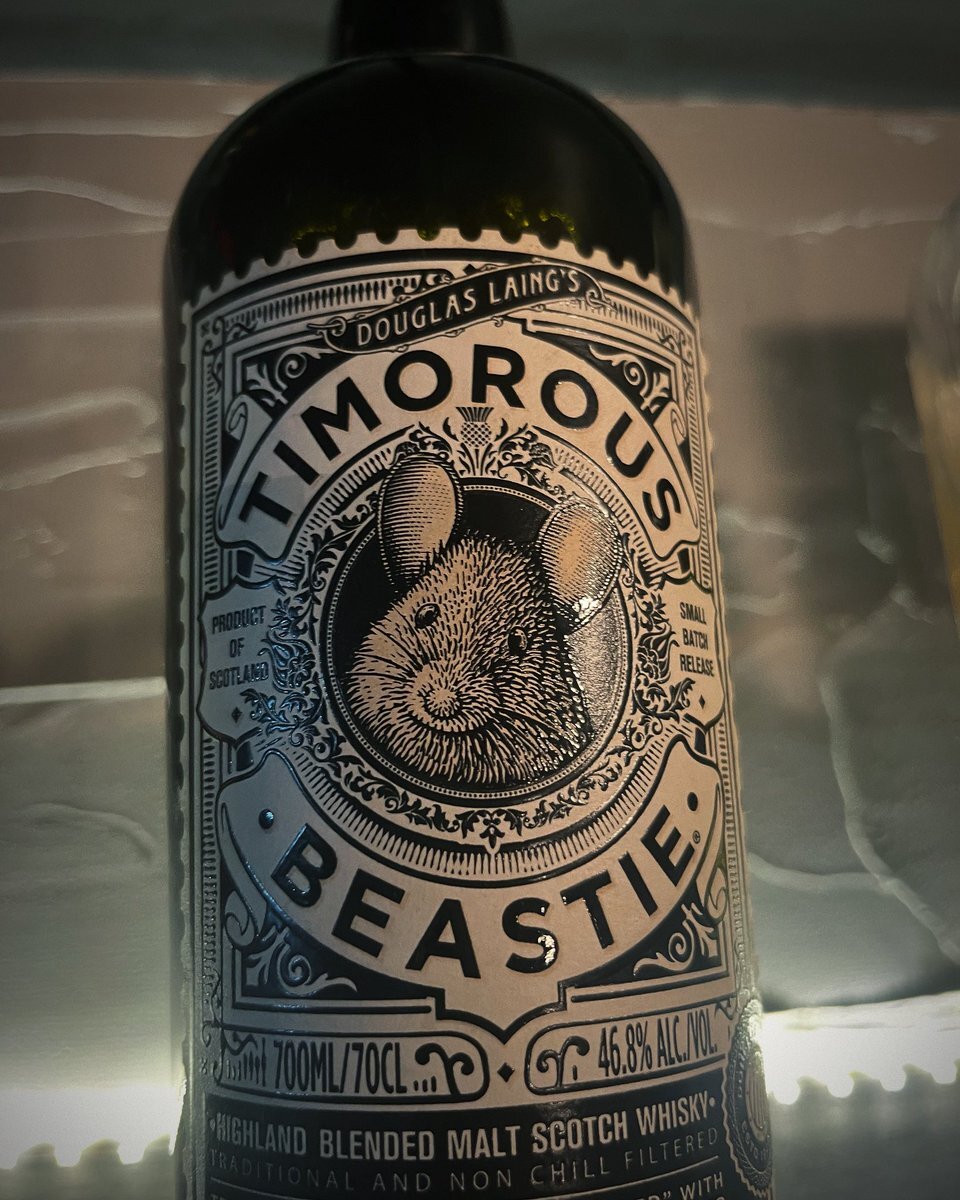 DOUGLAS LAING'S
TIMOROUS
PRODUCT
OF
SCOTLAND
SMALL
BATCH
RELEASE
BEASTIE®
700ML/70CL
46.8% ALC./VOL.
•HIGHLAND BLENDED MALT SCOTCH WHISKY•
TRADITIONAL AND NON CHILL FILTERED
WITH